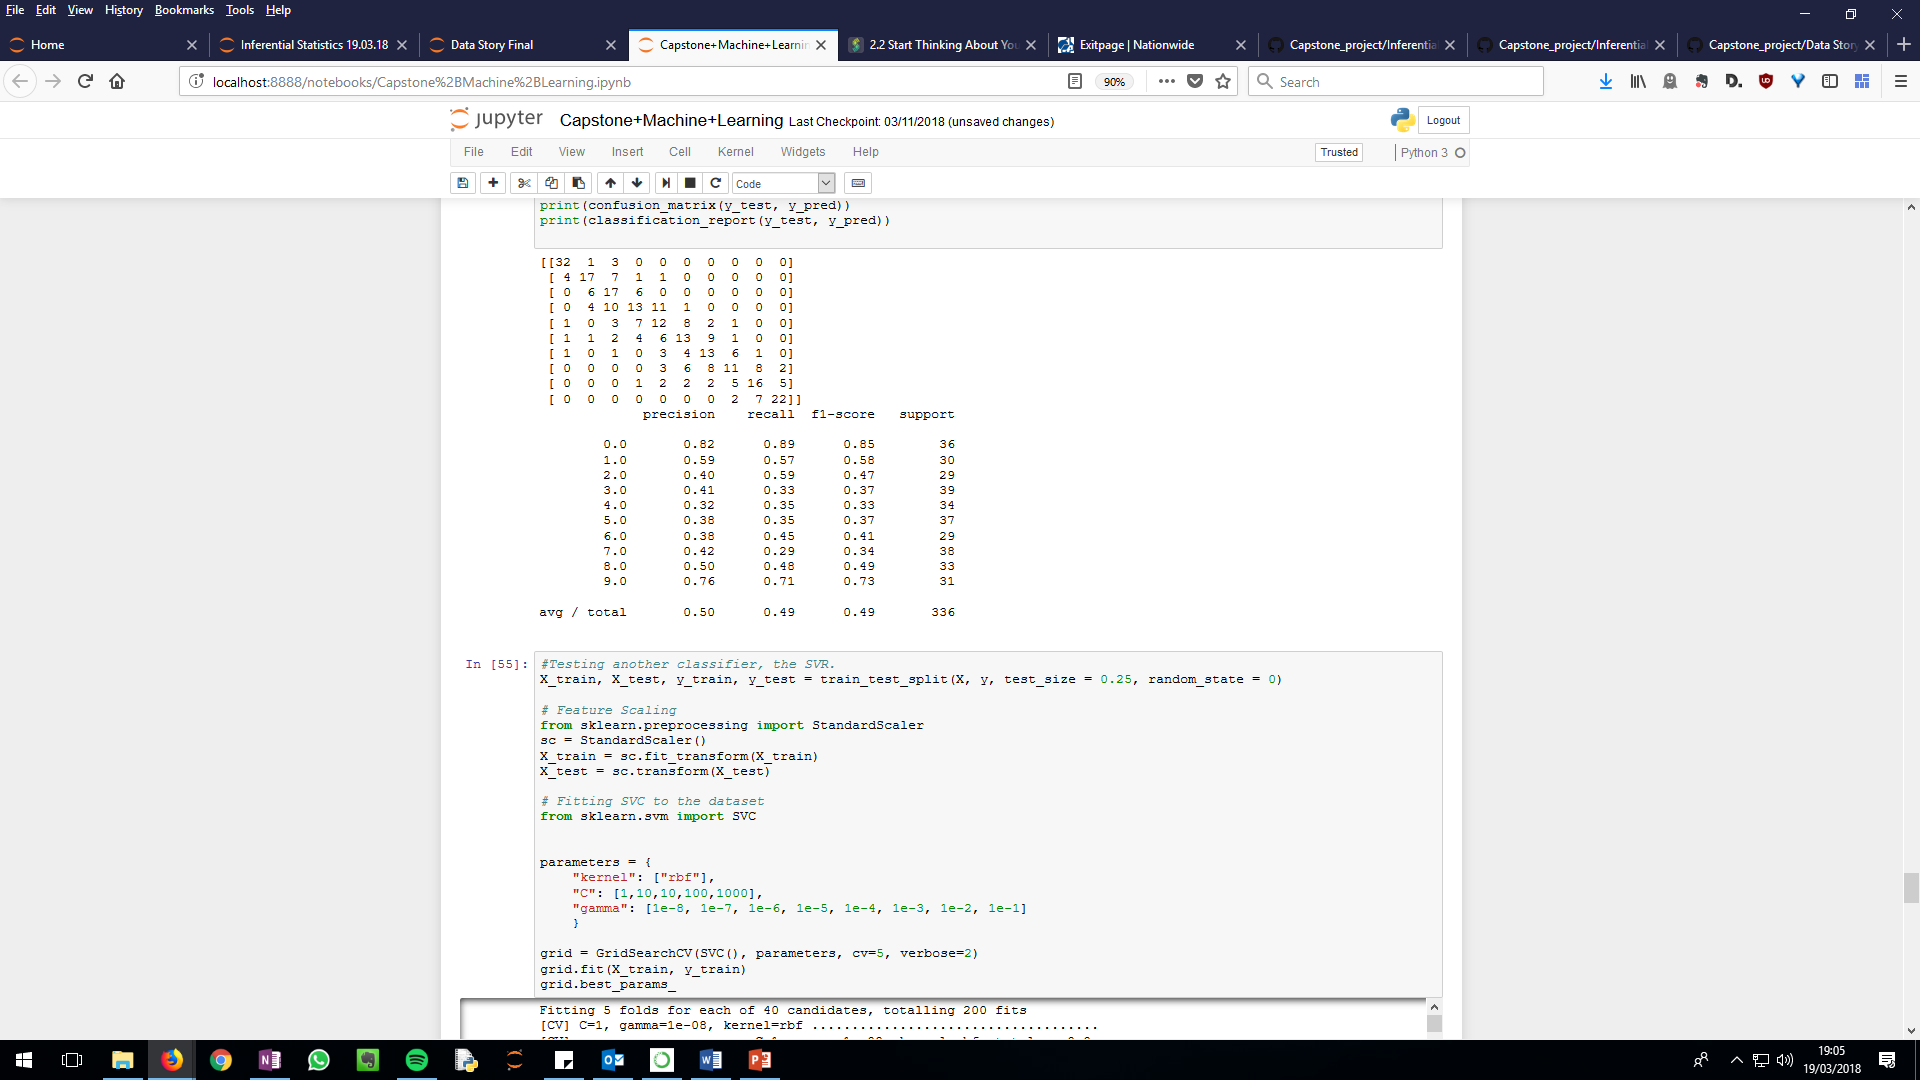 File Edit View History Bookmarks Tools Help
Home
Inferential Statistics 19.03.18
Data Story Final
Capstone+Machine+Learnin
2.2 Start Thinking About Yo
Exitpage | Nationwide
Capstone_project/Inferentia
Capstone_project/Inferentia
Capstone_project/Data Story
localhost:8888/notebooks/Capstone%2BMachine%2BLearning.ipynb
90%
Search
jupyter Capstone+Machine+Learning Last Checkpoint: 03/11/2018 (unsaved changes)
Logout
File Edit View Insert Cell Kernel Widgets Help
Trusted
Python 3
Code
print(confusion_matrix(y_test, y_pred))
print(classification_report(y_test, y_pred))
[[32  1  3  0  0  0  0  0  0  0]
 [ 4 17  7  1  1  0  0  0  0  0]
 [ 0  6 17  6  0  0  0  0  0  0]
 [ 0  4 10 13 11  1  0  0  0  0]
 [ 1  0  3  7 12  8  2  1  0  0]
 [ 1  1  2  4  6 13  9  1  0  0]
 [ 1  0  1  0  3  4 13  6  1  0]
 [ 0  0  0  0  3  6  8 11  8  2]
 [ 0  0  0  1  2  2  2  5 16  5]
 [ 0  0  0  0  0  0  0  2  7 22]]
             precision    recall  f1-score   support
        0.0       0.82      0.89      0.85        36
        1.0       0.59      0.57      0.58        30
        2.0       0.40      0.59      0.47        29
        3.0       0.41      0.33      0.37        39
        4.0       0.32      0.35      0.33        34
        5.0       0.38      0.35      0.37        37
        6.0       0.38      0.45      0.41        29
        7.0       0.42      0.29      0.34        38
        8.0       0.50      0.48      0.49        33
        9.0       0.76      0.71      0.73        31
avg / total       0.50      0.49      0.49       336
In [55]:
#Testing another classifier, the SVR.
X_train, X_test, y_train, y_test = train_test_split(X, y, test_size = 0.25, random_state = 0)
# Feature Scaling
from sklearn.preprocessing import StandardScaler
sc = StandardScaler()
X_train = sc.fit_transform(X_train)
X_test = sc.transform(X_test)
# Fitting SVC to the dataset
from sklearn.svm import SVC
parameters = {
    "kernel": ["rbf"],
    "C": [1,10,10,100,1000],
    "gamma": [1e-8, 1e-7, 1e-6, 1e-5, 1e-4, 1e-3, 1e-2, 1e-1]
    }
grid = GridSearchCV(SVC(), parameters, cv=5, verbose=2)
grid.fit(X_train, y_train)
grid.best_params_
Fitting 5 folds for each of 40 candidates, totalling 200 fits
[CV] C=1, gamma=1e-08, kernel=rbf ....................................
19:05
19/03/2018